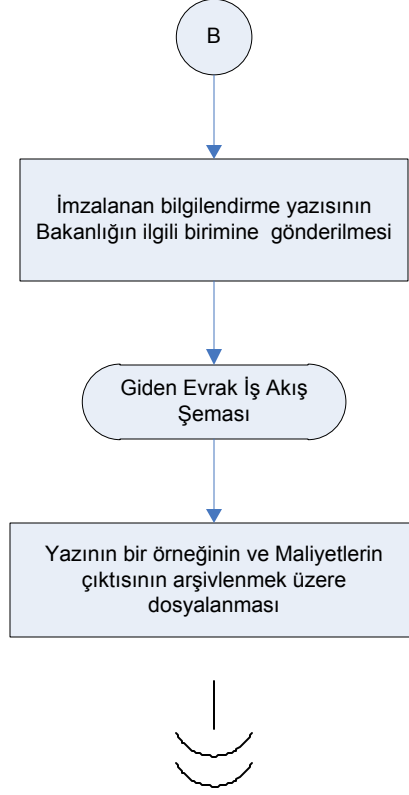 B
İmzalanan bilgilendirme yazısının
Bakanlığın ilgili birimine  gönderilmesi
Giden Evrak İş Akış
Şeması
Yazının bir örneğinin ve Maliyetlerin
çıktısının arşivlenmek üzere
dosyalanması